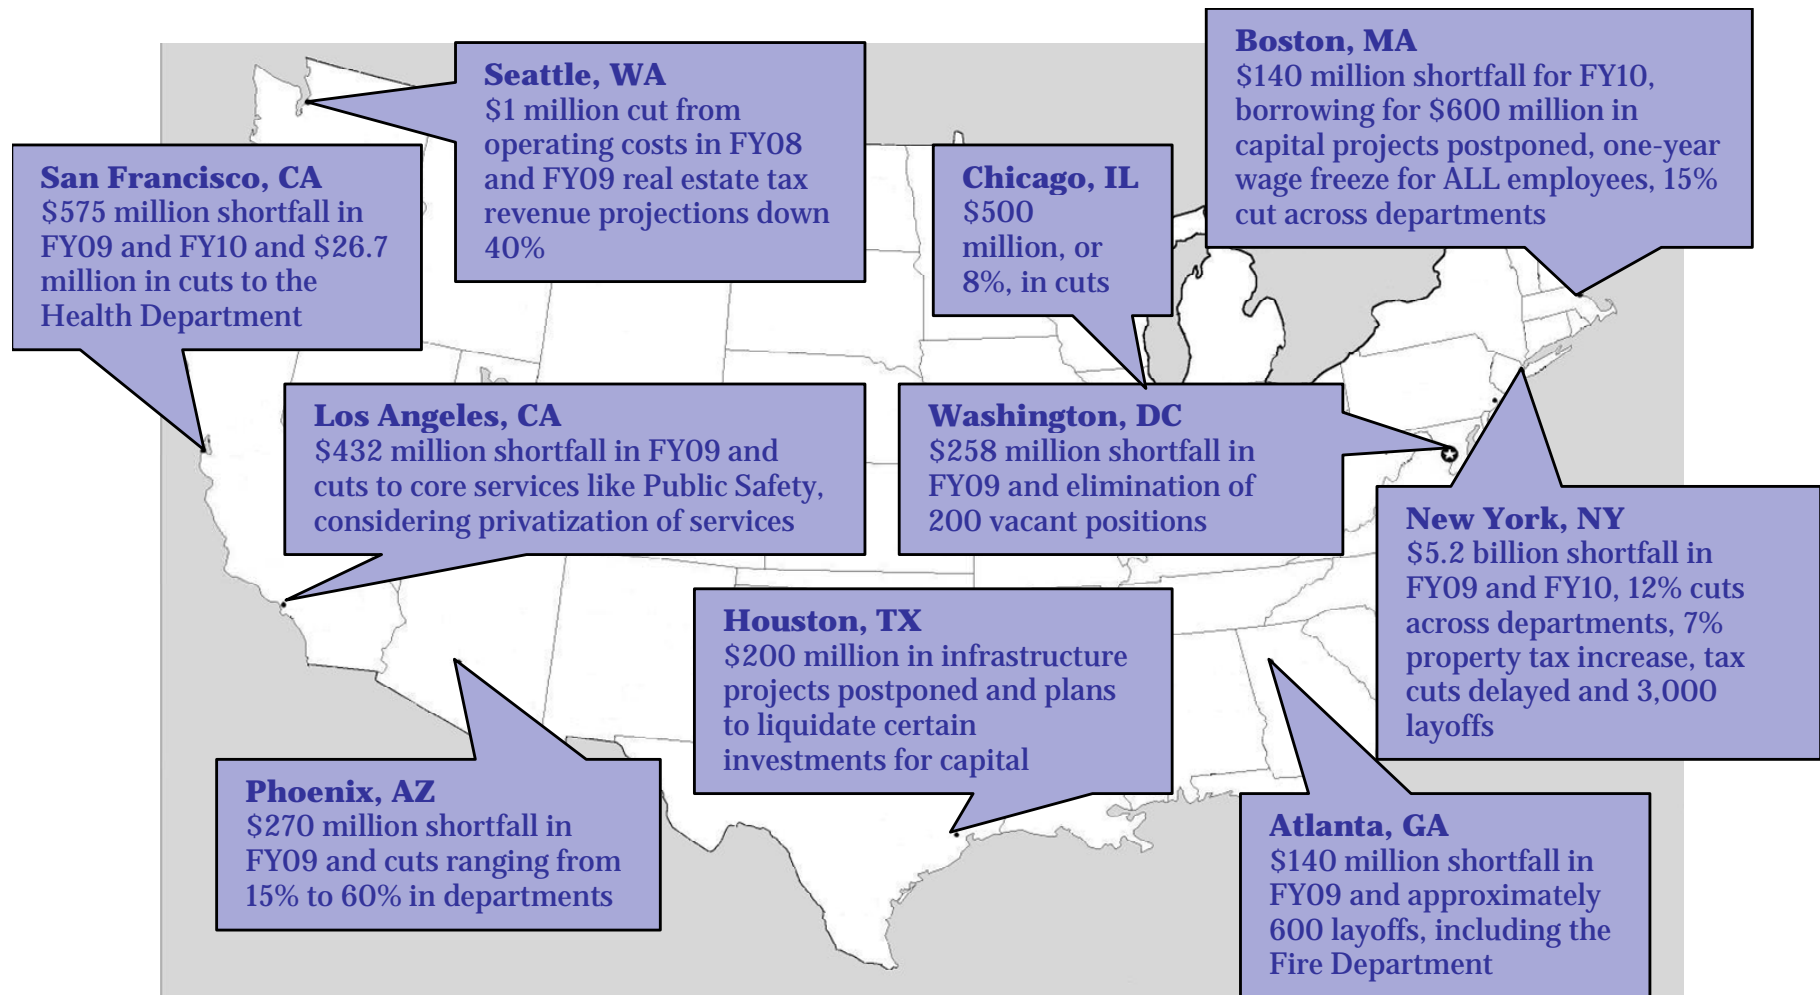 Seattle, WA
$1 million cut from
operating costs in FY08
and FY09 real estate tax
revenue projections down
40%
Boston, MA
$140 million shortfall for FY10,
borrowing for $600 million in
capital projects postponed, one-year
wage freeze for ALL employees, 15%
cut across departments
San Francisco, CA
$575 million shortfall in
FY09 and FY10 and $26.7
million in cuts to the
Health Department
Chicago, IL
$500
million, or
8%, in cuts
Los Angeles, CA
$432 million shortfall in FY09 and
cuts to core services like Public Safety,
considering privatization of services
Washington, DC
$258 million shortfall in
FY09 and elimination of
200 vacant positions
New York, NY
$5.2 billion shortfall in
FY09 and FY10, 12% cuts
across departments, 7%
property tax increase, tax
cuts delayed and 3,000
layoffs
Houston, TX
$200 million in infrastructure
projects postponed and plans
to liquidate certain
investments for capital
Phoenix, AZ
$270 million shortfall in
FY09 and cuts ranging from
15% to 60% in departments
Atlanta, GA
$140 million shortfall in
FY09 and approximately
600 layoffs, including the
Fire Department